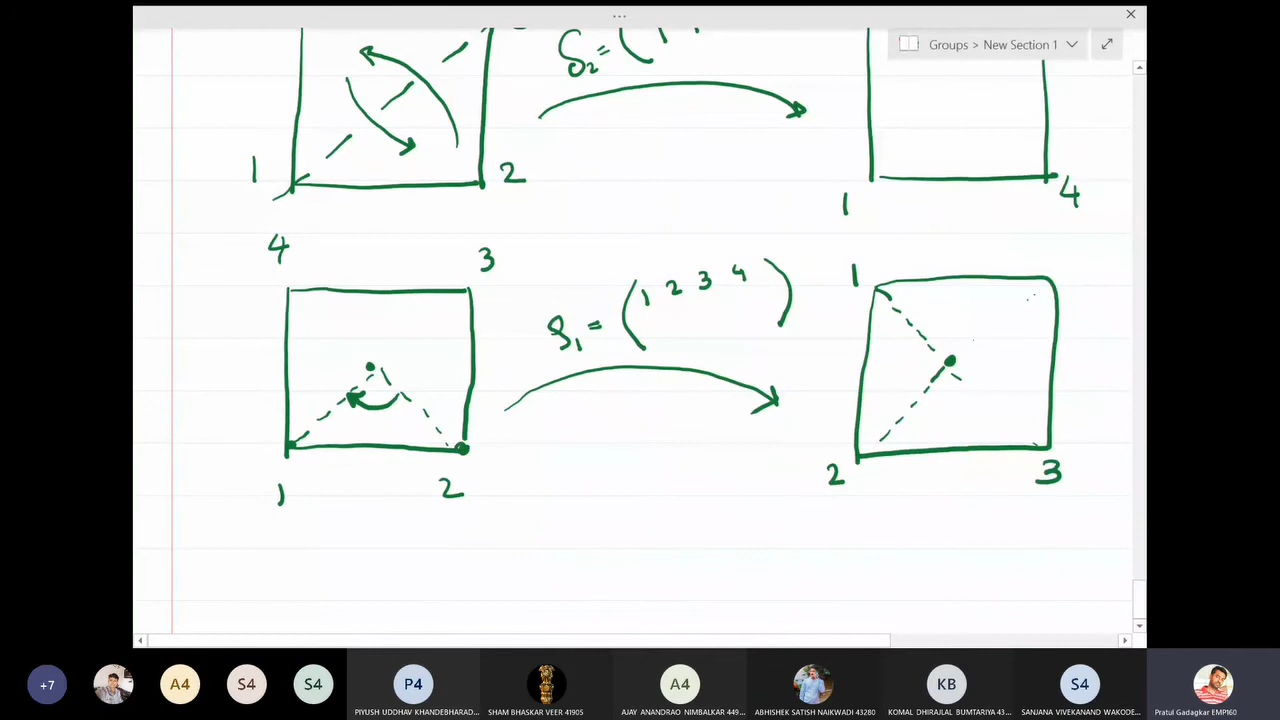 ...
Groups > New Section 1
δ₂ = (
1 2
1 4
4 3
ρ₁ = ( 1 2 3 4 )
1
1 2
2 3
+7 A4 S4 S4 P4 A4 KB S4
PIYUSH UDDHAV KHANDEBHARAD... SHAM BHASKAR VEER 41905 AJAY ANANDRAO NIMBALKAR 449... ABHISHEK SATISH NAIKWADI 43280 KOMAL DHIRAJLAL BUMTARIYA 43... SANJANA VIVEKANAND WAKODE... Pratul Gadagkar EMP160